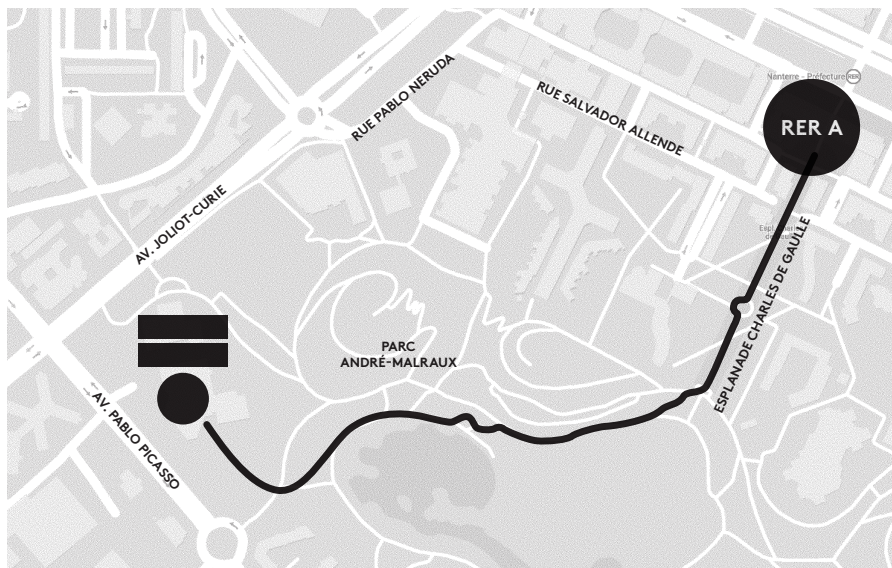 Nanterre - Préfecture
RER
RUE PABLO NERUDA
RUE SALVADOR ALLENDE
RER A
AV. JOLIOT-CURIE
ESPLANADE CHARLES DE GAULLE
PARC
ANDRÉ-MALRAUX
AV. PABLO PICASSO